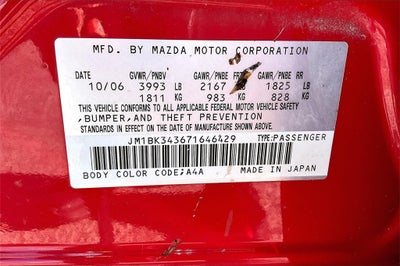 MFD. BY MAZDA MOTOR CORPORATION
DATE GVWR/PNBV GAWR/PNBE FRT GAWR/PNBE RR
10/06 3993 LB 2167 LB 1825 LB
1811 KG 983 KG 828 KG
THIS VEHICLE CONFORMS TO ALL APPLICABLE FEDERAL MOTOR VEHICLE SAFETY
,BUMPER,AND THEFT PREVENTION
STANDARDS IN EFFECT ON THE DATE OF MANUFACTURE SHOWN ABOVE.
JM1BK343671646429 TYPE:PASSENGER
BODY COLOR CODE;A4A MADE IN JAPAN